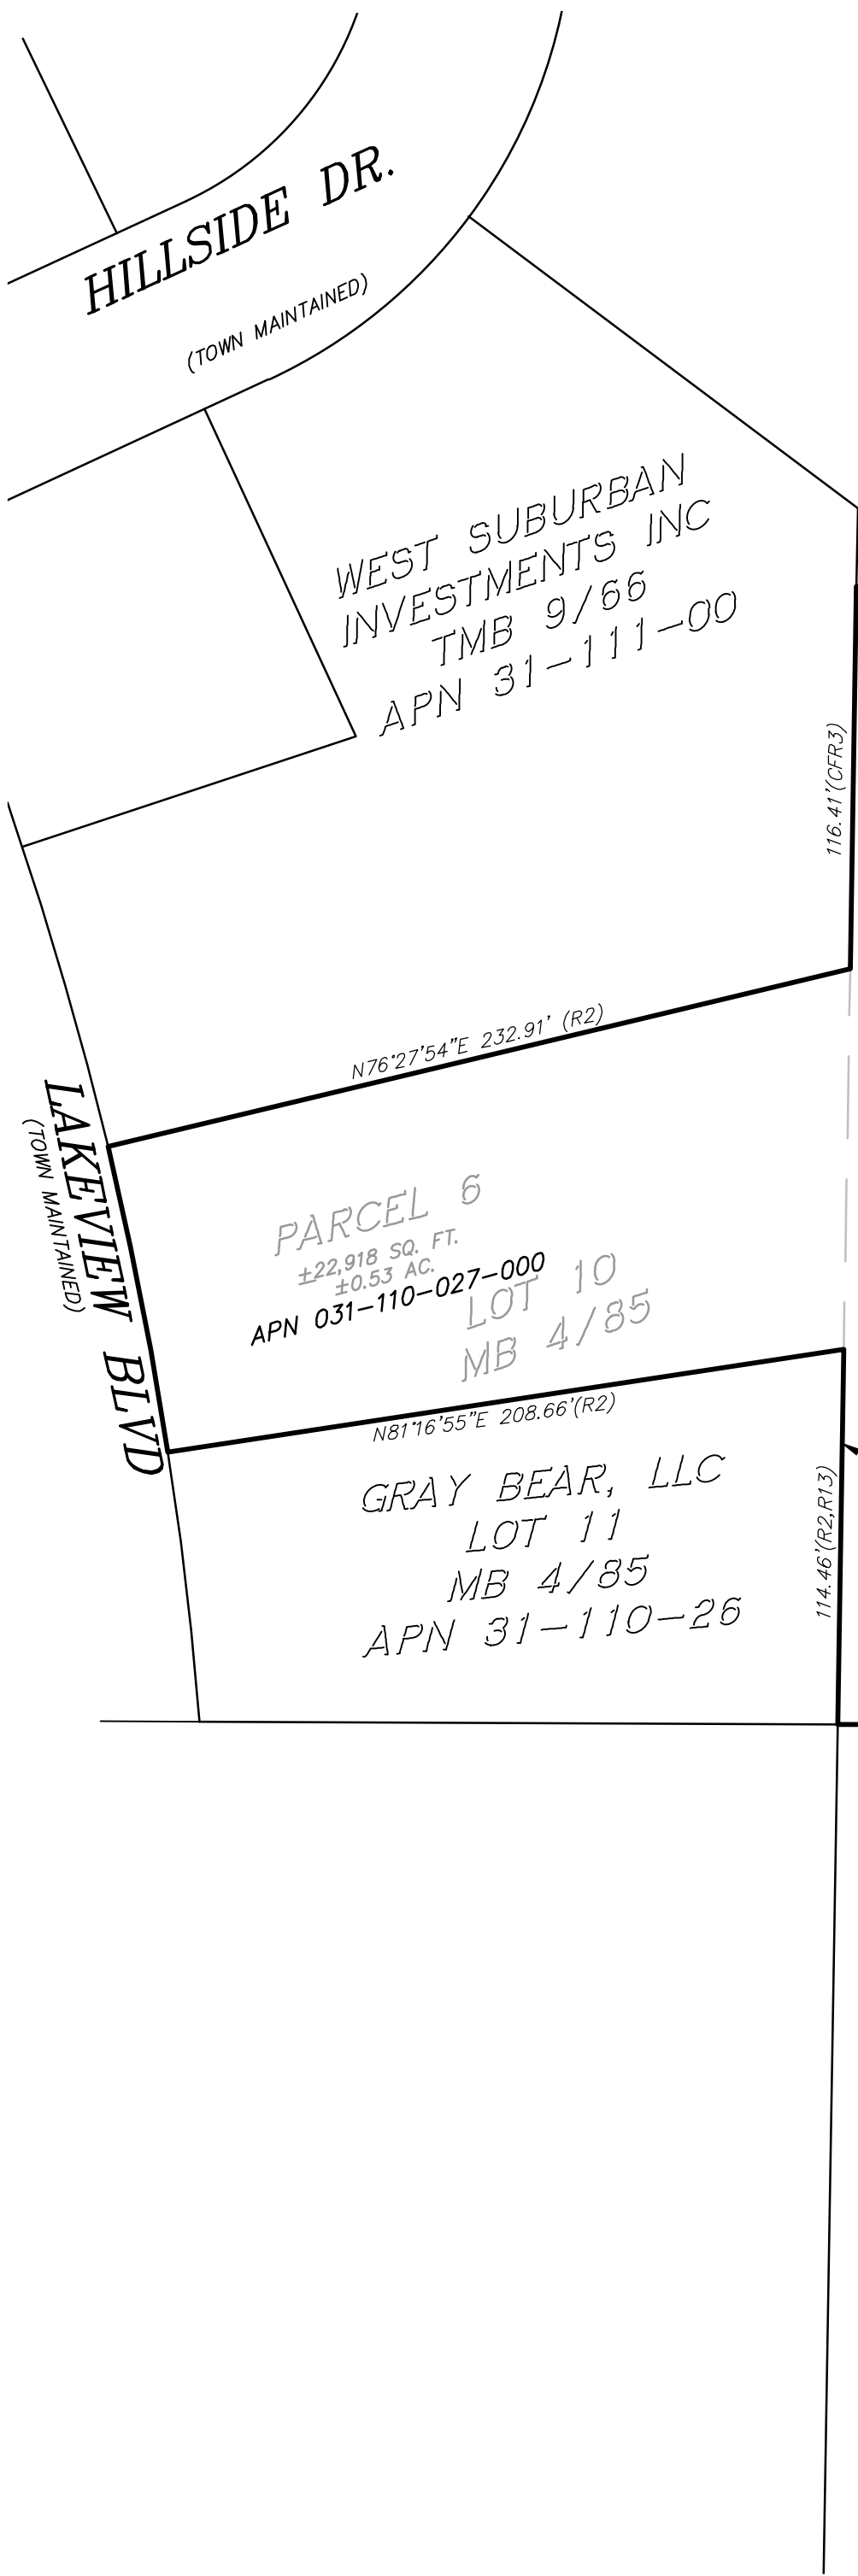 HILLSIDE DR.
(TOWN MAINTAINED)
WEST SUBURBAN
INVESTMENTS INC
TMB 9/66
APN 31-111-00
116.41'(CFR3)
N76°27'54"E 232.91' (R2)
LAKEVIEW BLVD
(TOWN MAINTAINED)
PARCEL 6
±22,918 SQ. FT.
±0.53 AC.
APN 031-110-027-000
LOT 10
MB 4/85
N81°16'55"E 208.66'(R2)
GRAY BEAR, LLC
LOT 11
MB 4/85
APN 31-110-26
114.46'(R2,R13)